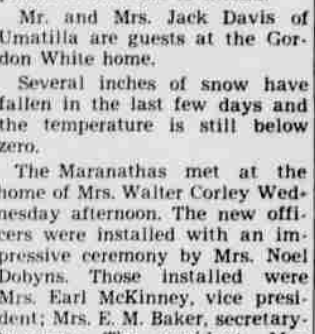 Mr. and Mrs. Jack Davis of
Umatilla are guests at the Gor-
don White home.
Several inches of snow have
fallen in the last few days and
the temperature is still below
zero.
The Maranathas met at the
home of Mrs. Walter Corley Wed-
nesday afternoon. The new offi-
cers were installed with an im-
pressive ceremony by Mrs. Noel
Dobyns. Those installed were
Mrs. Earl McKinney, vice presi-
dent; Mrs. E. M. Baker, secretary-